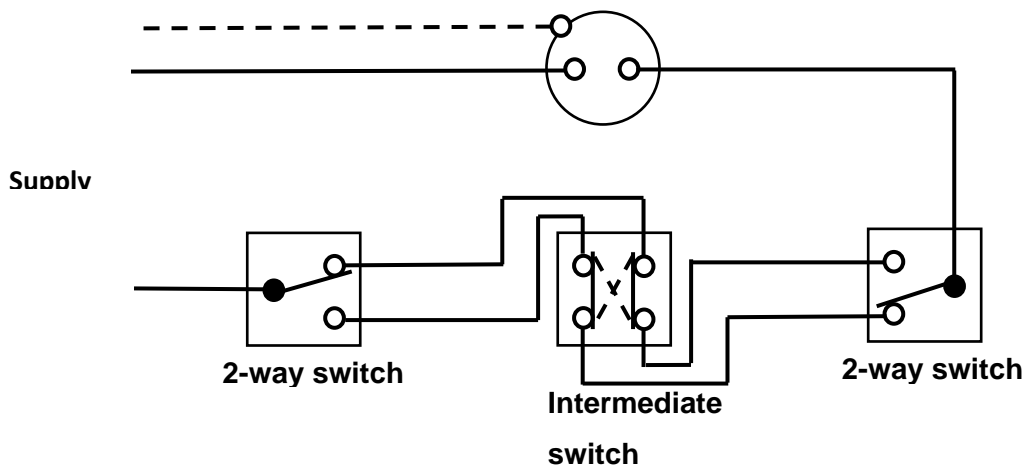 Supply
2-way switch
2-way switch
Intermediate
switch